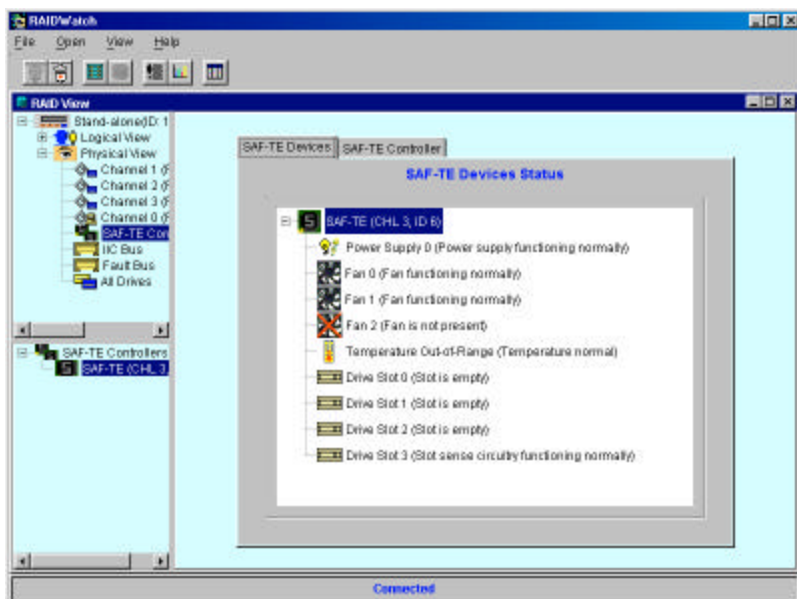 RAIDWatch
File Open View Help
RAID View
Stand-alone(ID: 1
Logical View
Physical View
Channel 1 (F
Channel 2 (F
Channel 3 (F
Channel 0 (F
SAF-TE Con
IIC Bus
Fault Bus
All Drives
SAF-TE Controllers
SAF-TE (CHL 3,
SAF-TE Devices SAF-TE Controller
SAF-TE Devices Status
SAF-TE (CHL 3, ID 6)
Power Supply 0 (Power supply functioning normally)
Fan 0 (Fan functioning normally)
Fan 1 (Fan functioning normally)
Fan 2 (Fan is not present)
Temperature Out-of-Range (Temperature normal)
Drive Slot 0 (Slot is empty)
Drive Slot 1 (Slot is empty)
Drive Slot 2 (Slot is empty)
Drive Slot 3 (Slot sense circuitry functioning normally)
Connected